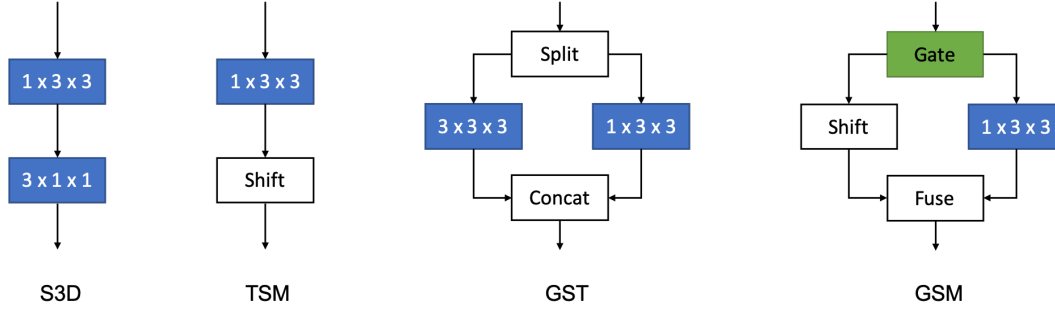 1 x 3 x 3
3 x 1 x 1
S3D
1 x 3 x 3
Shift
TSM
Split
3 x 3 x 3
1 x 3 x 3
Concat
GST
Gate
Shift
1 x 3 x 3
Fuse
GSM